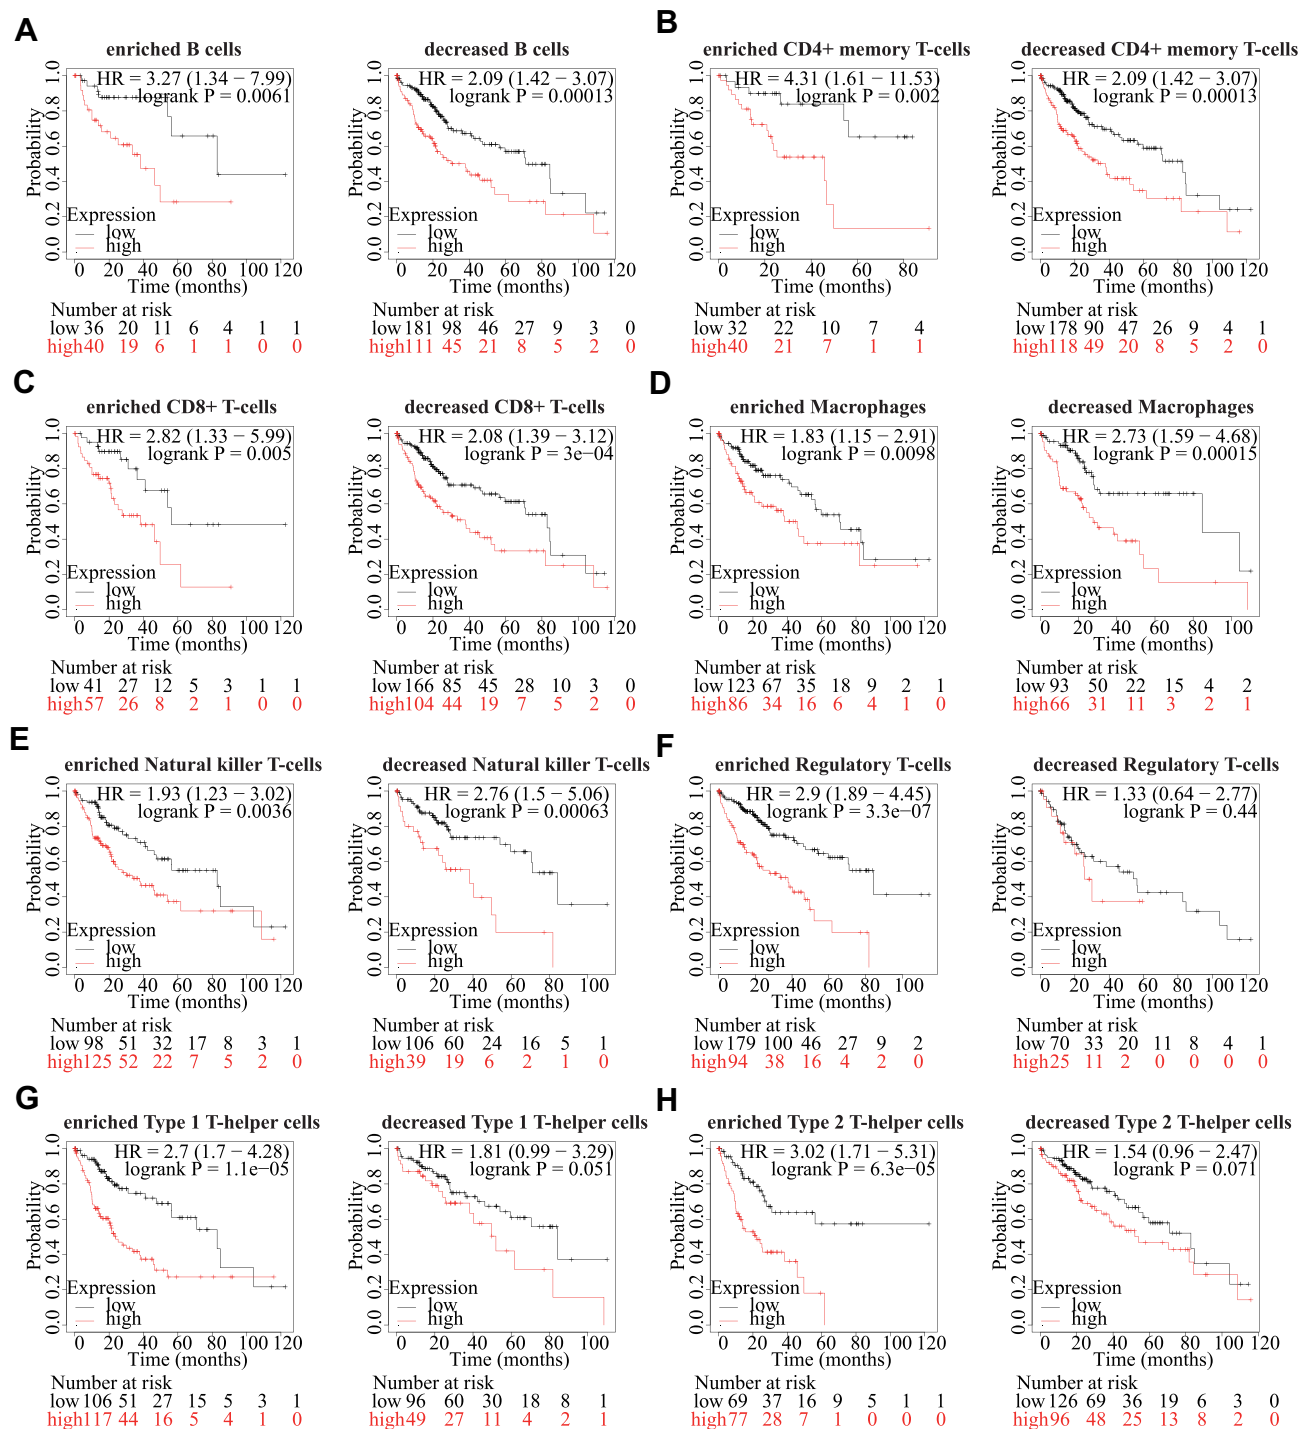 A
enriched B cells
HR = 3.27 (1.34 − 7.99)
logrank P = 0.0061
Probability
0.0 0.2 0.4 0.6 0.8 1.0
Expression
low
high
0 20 40 60 80 100 120
Time (months)
Number at risk
low 36 20 11 6 4 1 1
high 40 19 6 1 1 0 0
decreased B cells
HR = 2.09 (1.42 − 3.07)
logrank P = 0.00013
Probability
0.0 0.2 0.4 0.6 0.8 1.0
Expression
low
high
0 20 40 60 80 100 120
Time (months)
Number at risk
low 181 98 46 27 9 3 0
high 111 45 21 8 5 2 0
B
enriched CD4+ memory T-cells
HR = 4.31 (1.61 − 11.53)
logrank P = 0.002
Probability
0.0 0.2 0.4 0.6 0.8 1.0
Expression
low
high
0 20 40 60 80
Time (months)
Number at risk
low 32 22 10 7 4
high 40 21 7 1 1
decreased CD4+ memory T-cells
HR = 2.09 (1.42 − 3.07)
logrank P = 0.00013
Probability
0.0 0.2 0.4 0.6 0.8 1.0
Expression
low
high
0 20 40 60 80 100 120
Time (months)
Number at risk
low 178 90 47 26 9 4 1
high 118 49 20 8 5 2 0
C
enriched CD8+ T-cells
HR = 2.82 (1.33 − 5.99)
logrank P = 0.005
Probability
0.0 0.2 0.4 0.6 0.8 1.0
Expression
low
high
0 20 40 60 80 100 120
Time (months)
Number at risk
low 41 27 12 5 3 1 1
high 57 26 8 2 1 0 0
decreased CD8+ T-cells
HR = 2.08 (1.39 − 3.12)
logrank P = 3e−04
Probability
0.0 0.2 0.4 0.6 0.8 1.0
Expression
low
high
0 20 40 60 80 100 120
Time (months)
Number at risk
low 166 85 45 28 10 3 0
high 104 44 19 7 5 2 0
D
enriched Macrophages
HR = 1.83 (1.15 − 2.91)
logrank P = 0.0098
Probability
0.0 0.2 0.4 0.6 0.8 1.0
Expression
low
high
0 20 40 60 80 100 120
Time (months)
Number at risk
low 123 67 35 18 9 2 1
high 86 34 16 6 4 1 0
decreased Macrophages
HR = 2.73 (1.59 − 4.68)
logrank P = 0.00015
Probability
0.0 0.2 0.4 0.6 0.8 1.0
Expression
low
high
0 20 40 60 80 100
Time (months)
Number at risk
low 93 50 22 15 4 2
high 66 31 11 3 2 1
E
enriched Natural killer T-cells
HR = 1.93 (1.23 − 3.02)
logrank P = 0.0036
Probability
0.0 0.2 0.4 0.6 0.8 1.0
Expression
low
high
0 20 40 60 80 100 120
Time (months)
Number at risk
low 98 51 32 17 8 3 1
high 125 52 22 7 5 2 0
decreased Natural killer T-cells
HR = 2.76 (1.5 − 5.06)
logrank P = 0.00063
Probability
0.0 0.2 0.4 0.6 0.8 1.0
Expression
low
high
0 20 40 60 80 100
Time (months)
Number at risk
low 106 60 24 16 5 1
high 39 19 6 2 1 0
F
enriched Regulatory T-cells
HR = 2.9 (1.89 − 4.45)
logrank P = 3.3e−07
Probability
0.0 0.2 0.4 0.6 0.8 1.0
Expression
low
high
0 20 40 60 80 100
Time (months)
Number at risk
low 179 100 46 27 9 2
high 94 38 16 4 2 0
decreased Regulatory T-cells
HR = 1.33 (0.64 − 2.77)
logrank P = 0.44
Probability
0.0 0.2 0.4 0.6 0.8 1.0
Expression
low
high
0 20 40 60 80 100 120
Time (months)
Number at risk
low 70 33 20 11 8 4 1
high 25 11 2 0 0 0 0
G
enriched Type 1 T-helper cells
HR = 2.7 (1.7 − 4.28)
logrank P = 1.1e−05
Probability
0.0 0.2 0.4 0.6 0.8 1.0
Expression
low
high
0 20 40 60 80 100 120
Time (months)
Number at risk
low 106 51 27 15 5 3 1
high 117 44 16 5 4 1 0
decreased Type 1 T-helper cells
HR = 1.81 (0.99 − 3.29)
logrank P = 0.051
Probability
0.0 0.2 0.4 0.6 0.8 1.0
Expression
low
high
0 20 40 60 80 100
Time (months)
Number at risk
low 96 60 30 18 8 1
high 49 27 11 4 2 1
H
enriched Type 2 T-helper cells
HR = 3.02 (1.71 − 5.31)
logrank P = 6.3e−05
Probability
0.0 0.2 0.4 0.6 0.8 1.0
Expression
low
high
0 20 40 60 80 100 120
Time (months)
Number at risk
low 69 37 16 9 5 1 1
high 77 28 7 1 0 0 0
decreased Type 2 T-helper cells
HR = 1.54 (0.96 − 2.47)
logrank P = 0.071
Probability
0.0 0.2 0.4 0.6 0.8 1.0
Expression
low
high
0 20 40 60 80 100 120
Time (months)
Number at risk
low 126 69 36 19 6 3 0
high 96 48 25 13 8 2 0